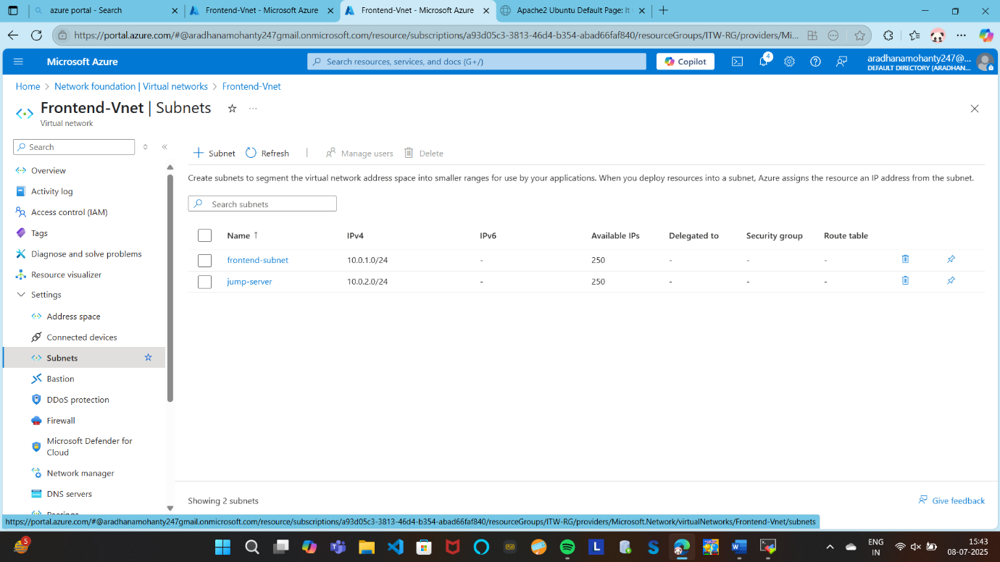 azure portal - Search
Frontend-Vnet - Microsoft Azure
Frontend-Vnet - Microsoft Azure
Apache2 Ubuntu Default Page: It
https://portal.azure.com/#@aradhanamohanty247gmail.onmicrosoft.com/resource/subscriptions/a93d05c3-3813-46d4-b354-abad66faf840/resourceGroups/ITW-RG/providers/Mi...
Microsoft Azure
Search resources, services, and docs (G+/)
Copilot
4
aradhanamohanty247@...
DEFAULT DIRECTORY (ARADHAN...
Home > Network foundation | Virtual networks > Frontend-Vnet
Frontend-Vnet | Subnets
Virtual network
Search
Overview
Activity log
Access control (IAM)
Tags
Diagnose and solve problems
Resource visualizer
Settings
Address space
Connected devices
Subnets
Bastion
DDoS protection
Firewall
Microsoft Defender for
Cloud
Network manager
DNS servers
Peerings
Subnet Refresh Manage users Delete
Create subnets to segment the virtual network address space into smaller ranges for use by your applications. When you deploy resources into a subnet, Azure assigns the resource an IP address from the subnet.
Search subnets
Name ↑ IPv4 IPv6 Available IPs Delegated to Security group Route table
frontend-subnet 10.0.1.0/24 - 250 - - -
jump-server 10.0.2.0/24 - 250 - - -
Showing 2 subnets
Give feedback
https://portal.azure.com/#@aradhanamohanty247gmail.onmicrosoft.com/resource/subscriptions/a93d05c3-3813-46d4-b354-abad66faf840/resourceGroups/ITW-RG/providers/Microsoft.Network/virtualNetworks/Frontend-Vnet/subnets
5
L
S
ENG
IN
15:43
08-07-2025